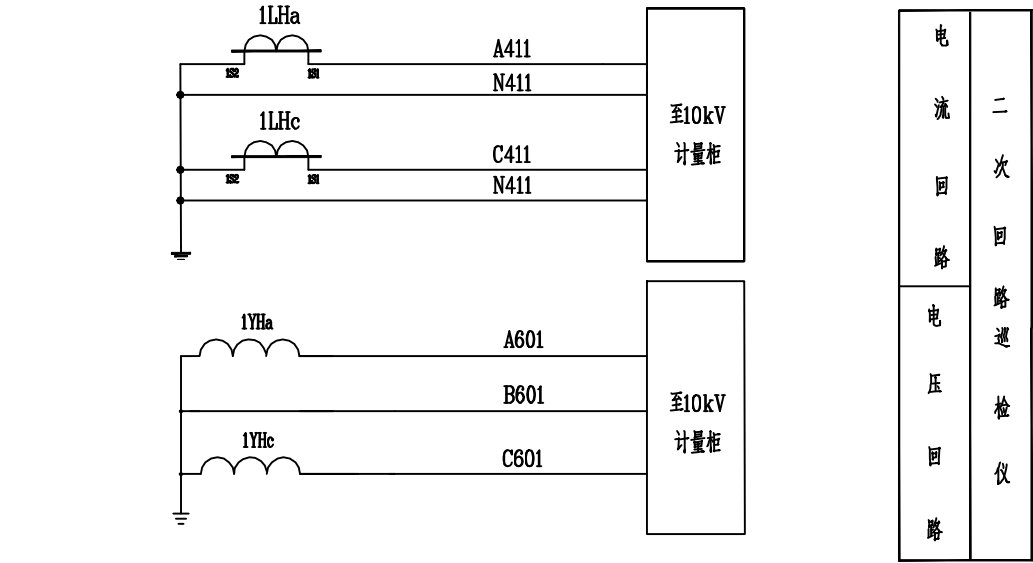 1LHa
A411
1S2
1S1
N411
1LHc
C411
1S2
1S1
N411
至10kV
计量柜
1YHa
A601
B601
1YHc
C601
至10kV
计量柜
电流回路
电压回路
二次回路巡检仪